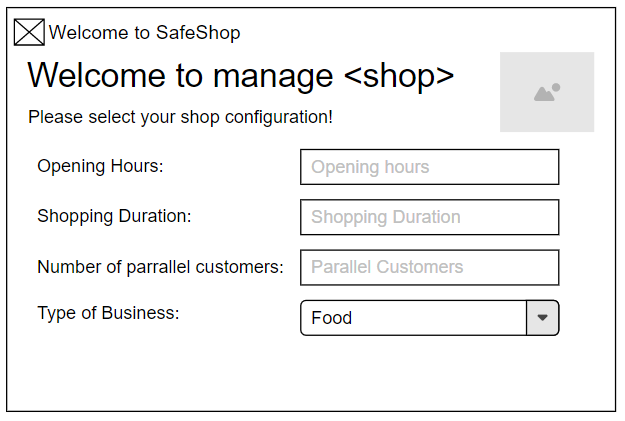 Welcome to SafeShop
Welcome to manage <shop>
Please select your shop configuration!
Opening Hours: Opening hours
Shopping Duration: Shopping Duration
Number of parrallel customers: Parallel Customers
Type of Business: Food